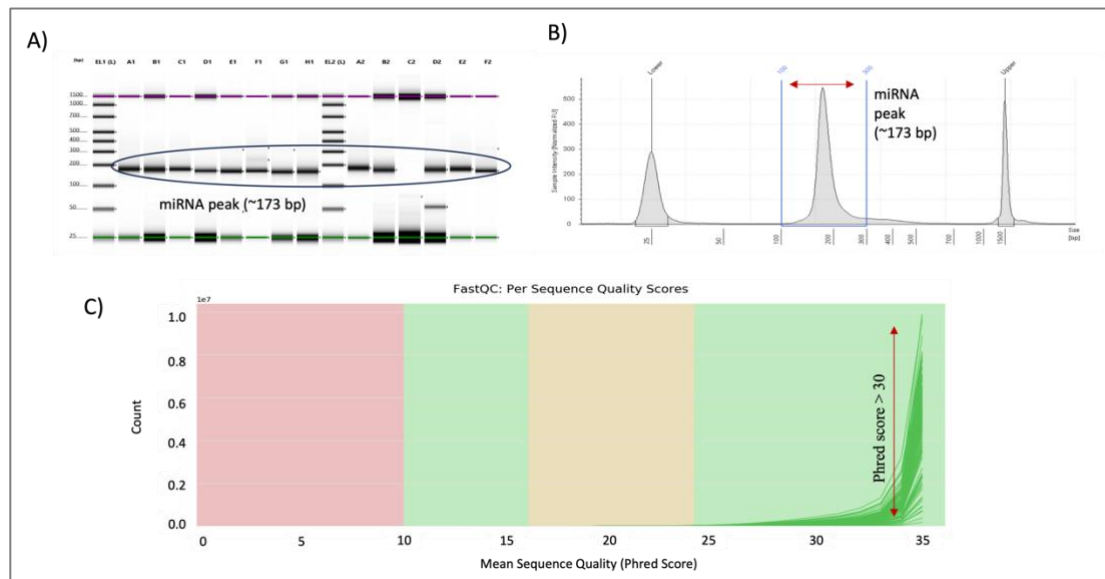 A)
EL1 (L) A1 B1 C1 D1 E1 F1 G1 H1 EL2 (L) A2 B2 C2 D2 E2 F2
1500
1000
700
500
400
300
200
100
50
25
miRNA peak (~173 bp)
B)
Lower
100
300
Upper
miRNA
peak
(~173 bp)
Sample Intensity [Normalized FU]
600
500
400
300
200
100
0
25 50 100 200 300 400 500 700 1000 1500
Size
[bp]
C)
FastQC: Per Sequence Quality Scores
1e7
Count
1.0
0.8
0.6
0.4
0.2
0.0
Phred score > 30
0 5 10 15 20 25 30 35
Mean Sequence Quality (Phred Score)